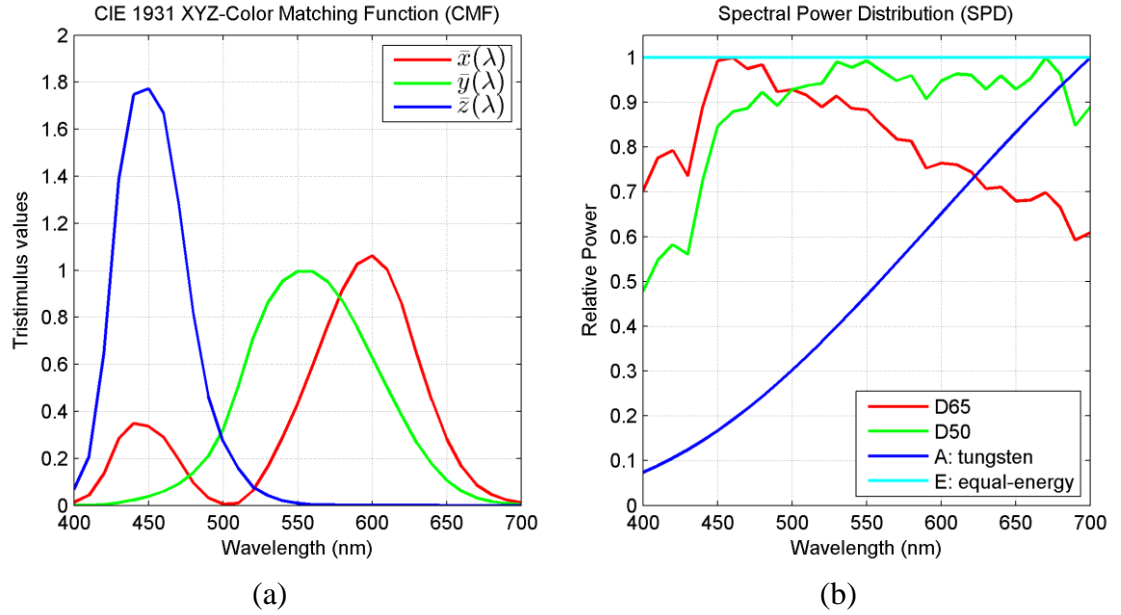 CIE 1931 XYZ-Color Matching Function (CMF)
2
1.8
1.6
1.4
1.2
1
0.8
0.6
0.4
0.2
0
400 450 500 550 600 650 700
Tristimulus values
Wavelength (nm)
x̄(λ)
ȳ(λ)
z̄(λ)
(a)
Spectral Power Distribution (SPD)
1
0.9
0.8
0.7
0.6
0.5
0.4
0.3
0.2
0.1
0
400 450 500 550 600 650 700
Relative Power
Wavelength (nm)
D65
D50
A: tungsten
E: equal-energy
(b)